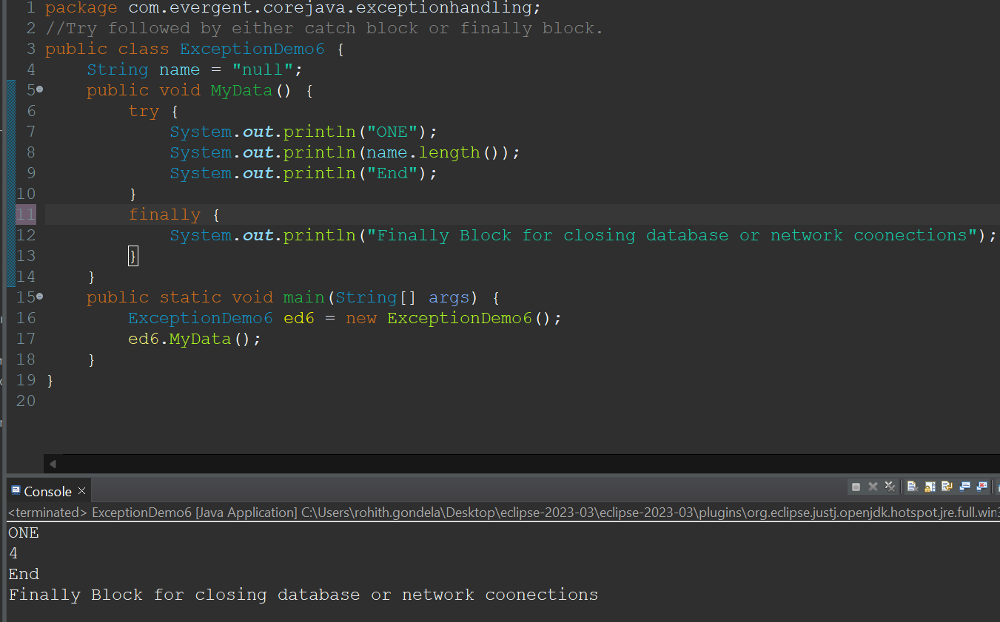 1 package com.evergent.corejava.exceptionhandling;
2 //Try followed by either catch block or finally block.
3 public class ExceptionDemo6 {
4     String name = "null";
5     public void MyData() {
6         try {
7             System.out.println("ONE");
8             System.out.println(name.length());
9             System.out.println("End");
10         }
11         finally {
12             System.out.println("Finally Block for closing database or network coonections");
13         }
14     }
15     public static void main(String[] args) {
16         ExceptionDemo6 ed6 = new ExceptionDemo6();
17         ed6.MyData();
18     }
19 }
20
Console
<terminated> ExceptionDemo6 [Java Application] C:\Users\rohith.gondela\Desktop\eclipse-2023-03\eclipse-2023-03\plugins\org.eclipse.justj.openjdk.hotspot.jre.full.win3
ONE
4
End
Finally Block for closing database or network coonections